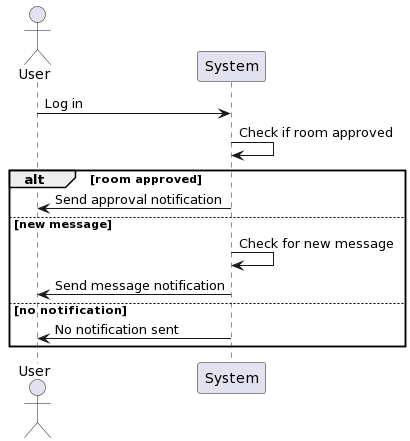 User
System
Log in
Check if room approved
alt [room approved]
Send approval notification
[new message]
Check for new message
Send message notification
[no notification]
No notification sent
User
System